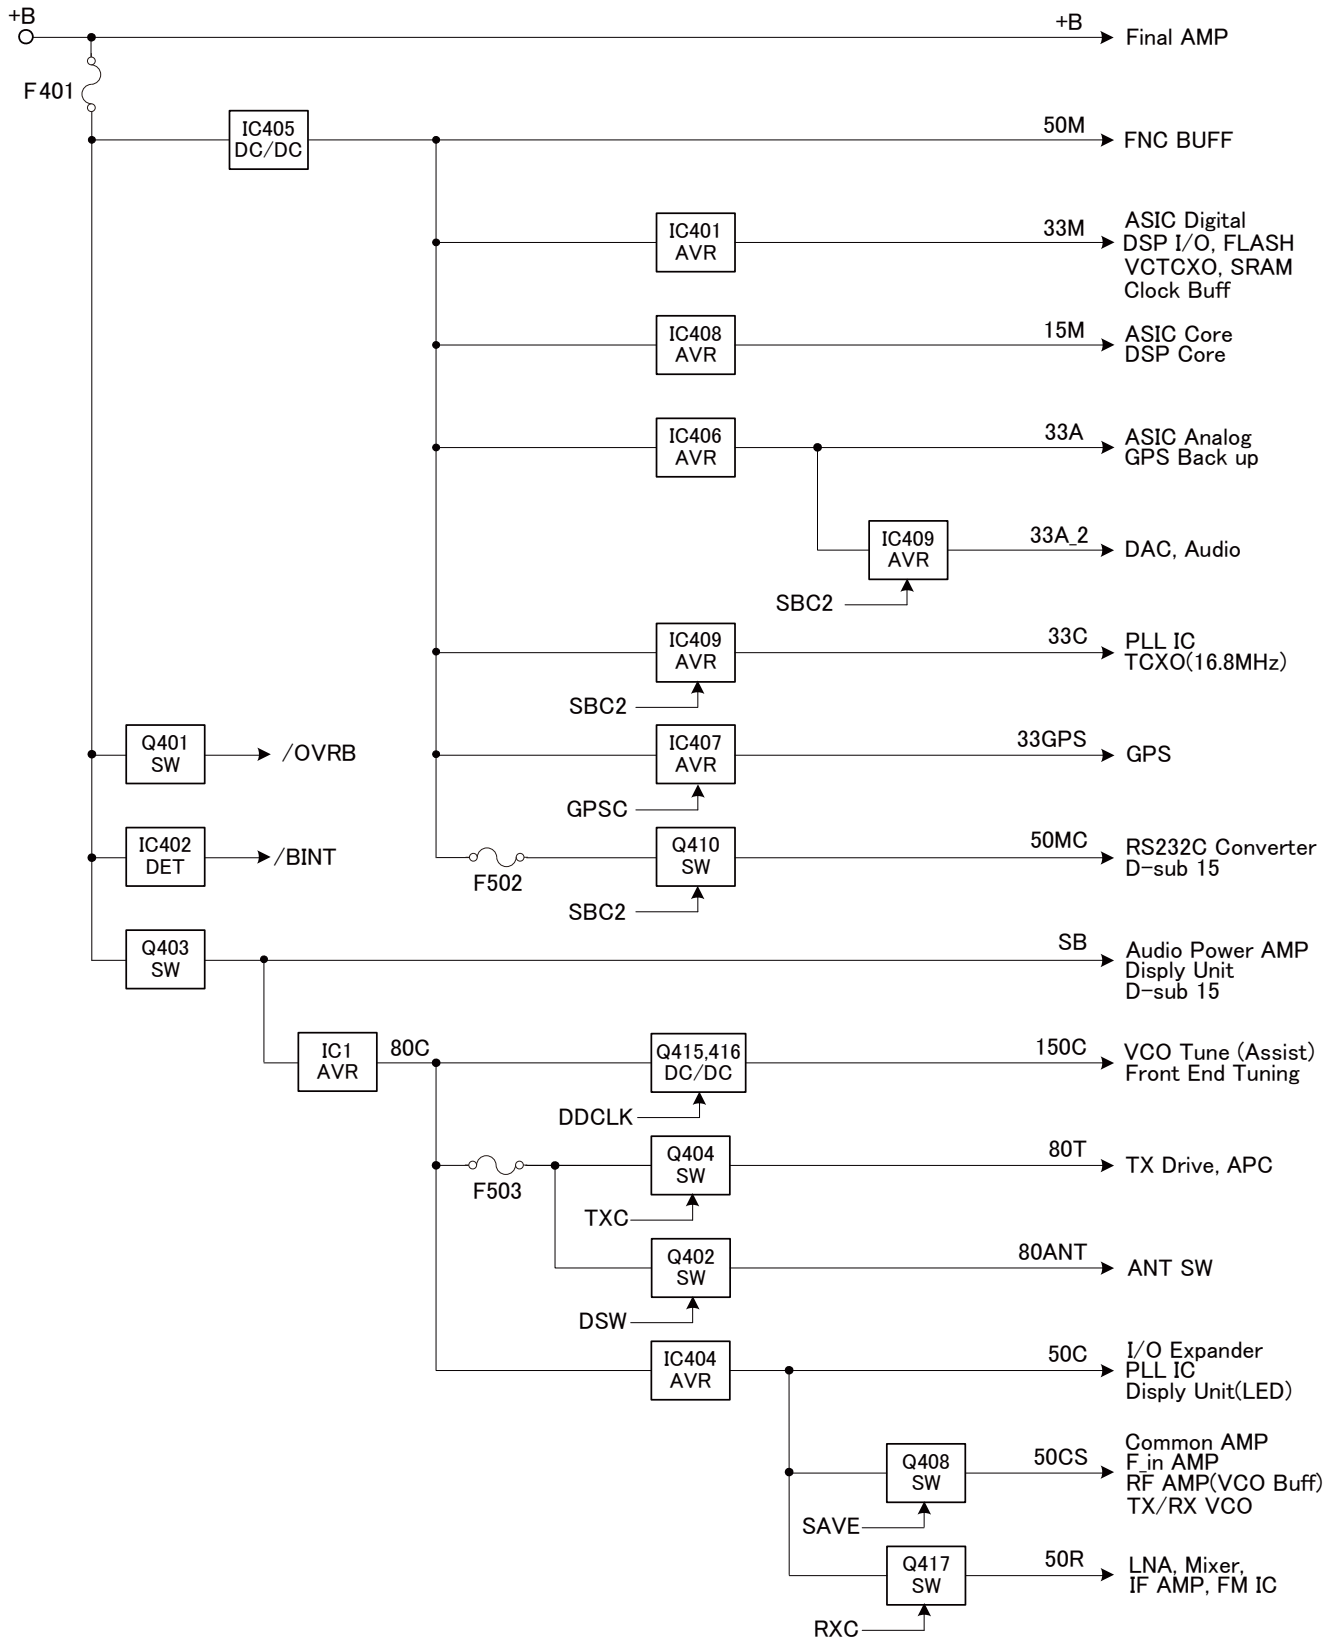 +B
+B
Final AMP
F401
IC405
DC/DC
50M
FNC BUFF
IC401
AVR
33M
ASIC Digital
DSP I/O, FLASH
VCTCXO, SRAM
Clock Buff
IC408
AVR
15M
ASIC Core
DSP Core
IC406
AVR
33A
ASIC Analog
GPS Back up
IC409
AVR
33A_2
DAC, Audio
SBC2
IC409
AVR
33C
PLL IC
TCXO(16.8MHz)
SBC2
Q401
SW
/OVRB
IC407
AVR
33GPS
GPS
GPSC
IC402
DET
/BINT
F502
Q410
SW
50MC
RS232C Converter
D-sub 15
SBC2
Q403
SW
SB
Audio Power AMP
Disply Unit
D-sub 15
IC1
AVR
80C
Q415,416
DC/DC
150C
VCO Tune (Assist)
Front End Tuning
DDCLK
F503
Q404
SW
80T
TX Drive, APC
TXC
Q402
SW
80ANT
ANT SW
DSW
IC404
AVR
50C
I/O Expander
PLL IC
Disply Unit(LED)
Q408
SW
50CS
Common AMP
F_in AMP
RF AMP(VCO Buff)
TX/RX VCO
SAVE
Q417
SW
50R
LNA, Mixer,
IF AMP, FM IC
RXC